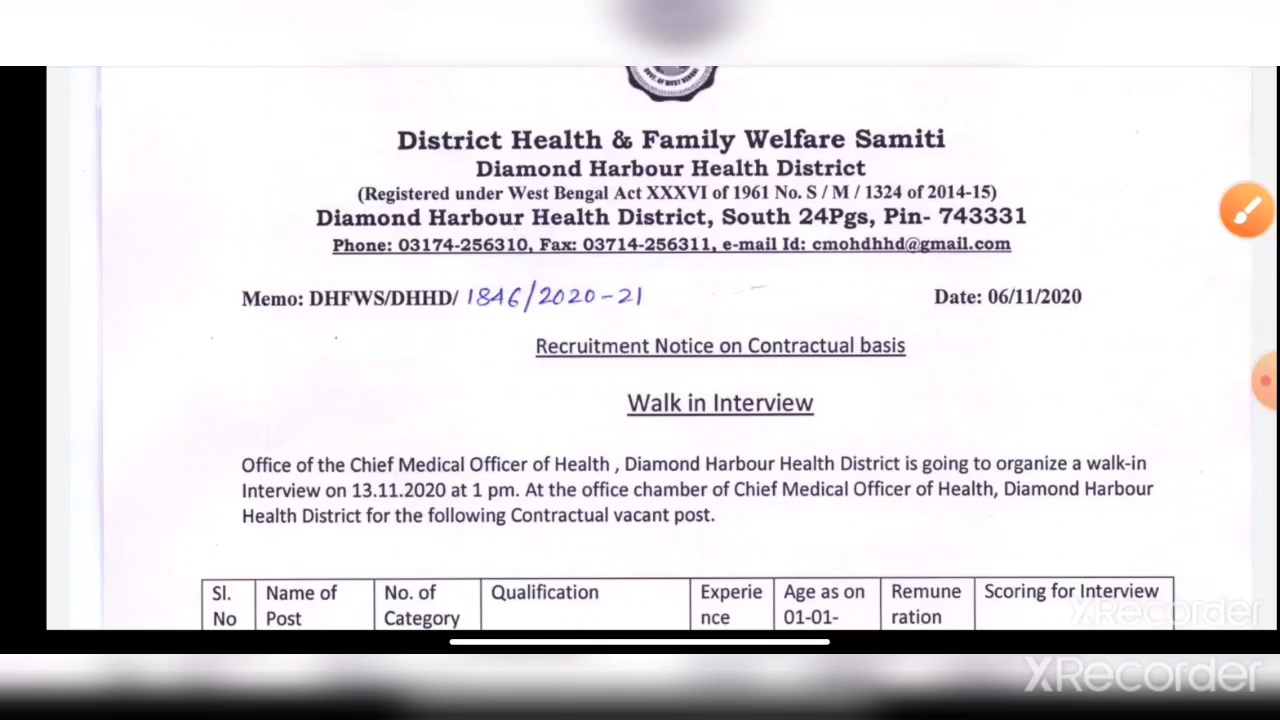 GOVT. OF WEST BENGAL
District Health & Family Welfare Samiti
Diamond Harbour Health District
(Registered under West Bengal Act XXXVI of 1961 No. S / M / 1324 of 2014-15)
Diamond Harbour Health District, South 24Pgs, Pin- 743331
Phone: 03174-256310, Fax: 03714-256311, e-mail Id: cmohdhhd@gmail.com
Memo: DHFWS/DHHD/ 1846/2020-21 Date: 06/11/2020
Recruitment Notice on Contractual basis
Walk in Interview
Office of the Chief Medical Officer of Health , Diamond Harbour Health District is going to organize a walk-in
Interview on 13.11.2020 at 1 pm. At the office chamber of Chief Medical Officer of Health, Diamond Harbour
Health District for the following Contractual vacant post.
Sl. Name of No. of Qualification Experie Age as on Remune Scoring for Interview
No Post Category nce 01-01- ration
XRecorder
XRecorder